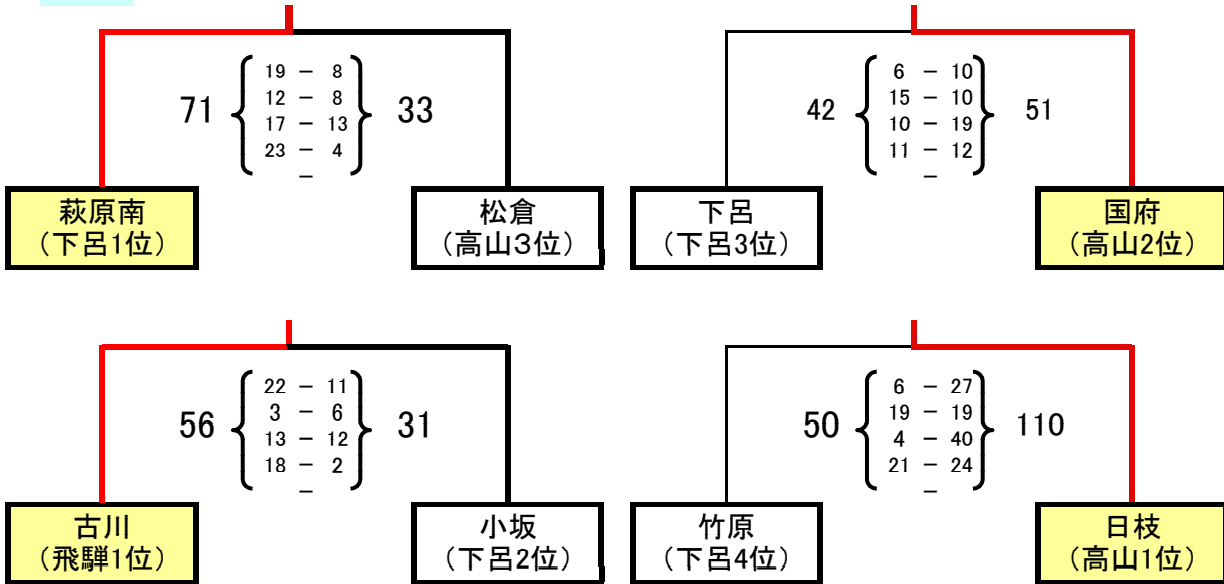 71
19 － 8
12 － 8
17 － 13
23 － 4
－
33
萩原南
（下呂1位）
松倉
（高山３位）
42
6 － 10
15 － 10
10 － 19
11 － 12
－
51
下呂
（下呂3位）
国府
（高山2位）
56
22 － 11
3 － 6
13 － 12
18 － 2
－
31
古川
（飛騨1位）
小坂
（下呂2位）
50
6 － 27
19 － 19
4 － 40
21 － 24
－
110
竹原
（下呂4位）
日枝
（高山1位）